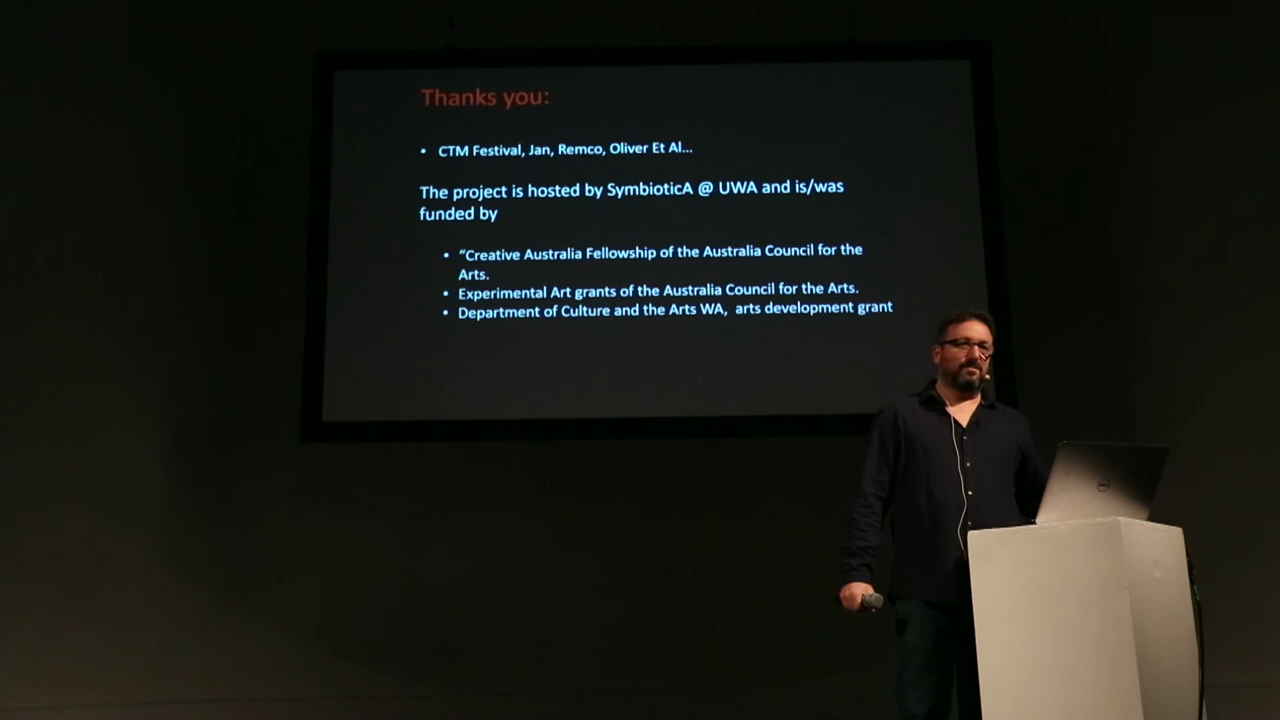 Thanks you:
• CTM Festival, Jan, Remco, Oliver Et Al...
The project is hosted by SymbioticA @ UWA and is/was
funded by
• “Creative Australia Fellowship of the Australia Council for the
Arts.
• Experimental Art grants of the Australia Council for the Arts.
• Department of Culture and the Arts WA, arts development grant
DELL